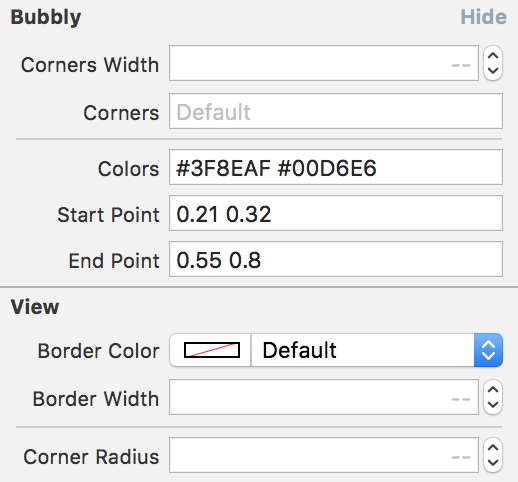 Bubbly Hide
Corners Width --
Corners Default
Colors #3F8EAF #00D6E6
Start Point 0.21 0.32
End Point 0.55 0.8
View
Border Color Default
Border Width --
Corner Radius --